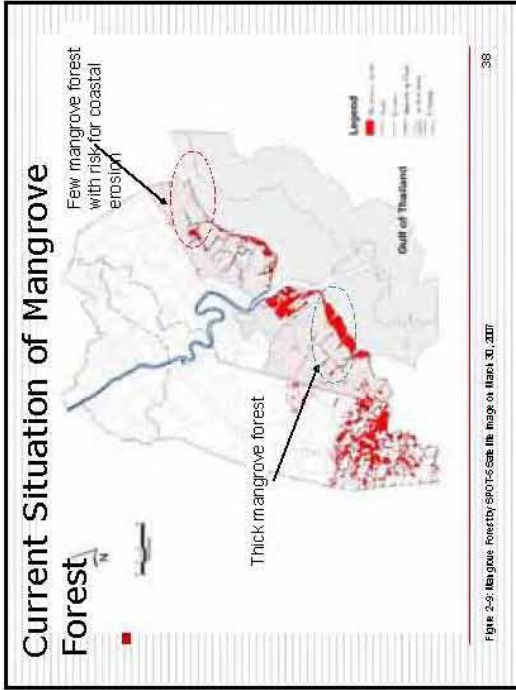 Current Situation of Mangrove
Forest
N
Few mangrove forest
with risk for coastal
erosion
Thick mangrove forest
Legend
Gulf of Thailand
Figure 2-9: Mangrove Forest by SPOT-5 Satellite Image on March 30, 2007
38